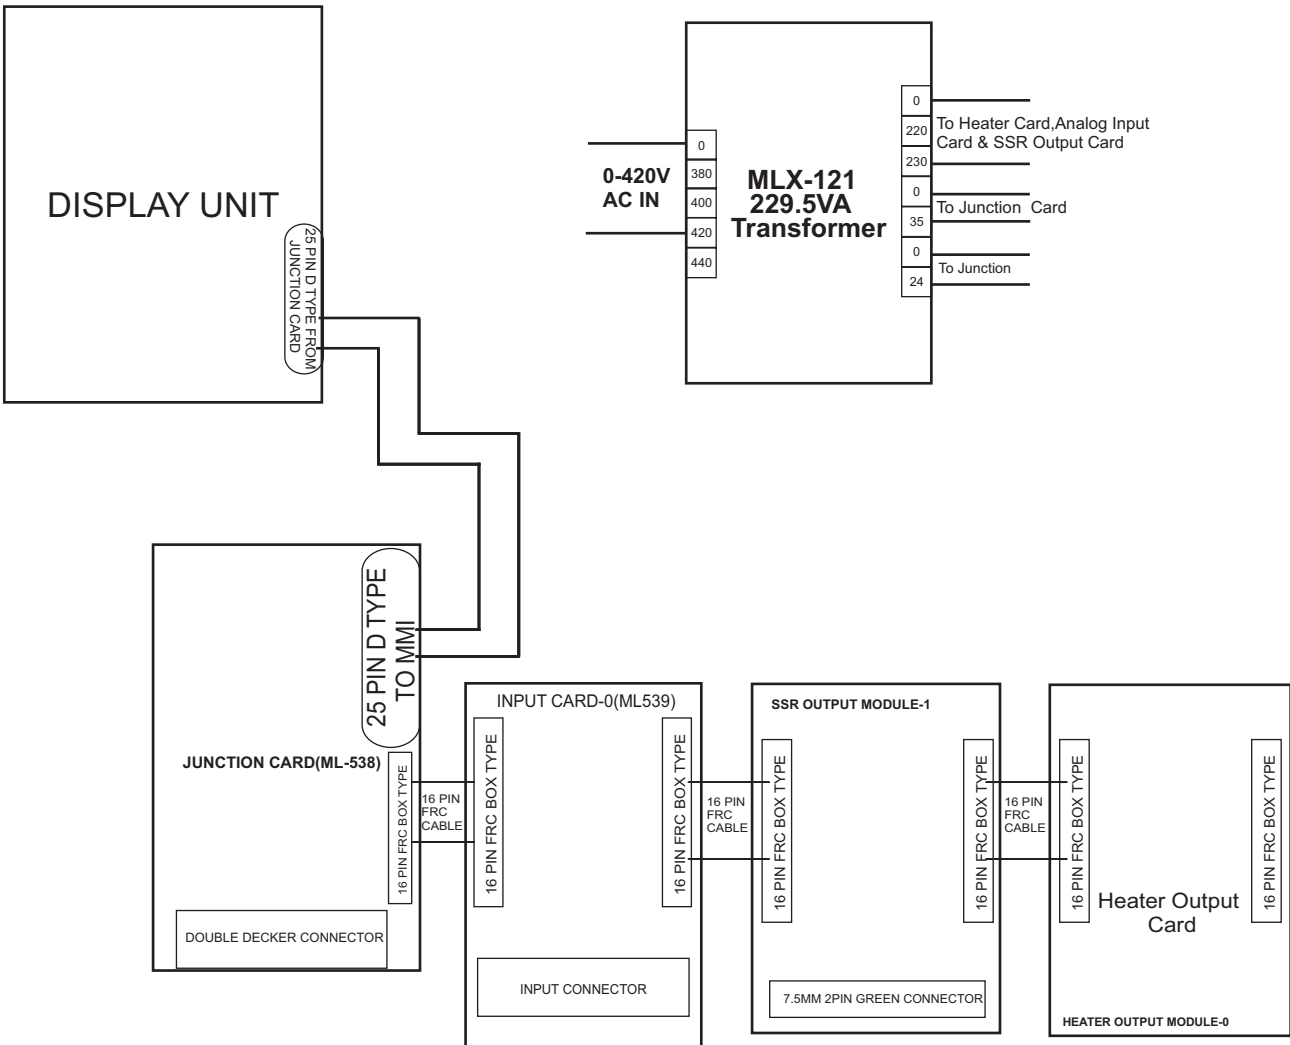 DISPLAY UNIT
25 PIN D TYPE FROM
JUNCTION CARD
0-420V
AC IN
0
380
400
420
440
MLX-121
229.5VA
Transformer
0
220
230
0
35
0
24
To Heater Card,Analog Input
Card & SSR Output Card
To Junction Card
To Junction
25 PIN D TYPE
TO MMI
JUNCTION CARD(ML-538)
16 PIN FRC BOX TYPE
DOUBLE DECKER CONNECTOR
16 PIN
FRC
CABLE
INPUT CARD-0(ML539)
16 PIN FRC BOX TYPE
16 PIN FRC BOX TYPE
INPUT CONNECTOR
16 PIN
FRC
CABLE
SSR OUTPUT MODULE-1
16 PIN FRC BOX TYPE
16 PIN FRC BOX TYPE
7.5MM 2PIN GREEN CONNECTOR
16 PIN
FRC
CABLE
16 PIN FRC BOX TYPE
16 PIN FRC BOX TYPE
Heater Output
Card
HEATER OUTPUT MODULE-0